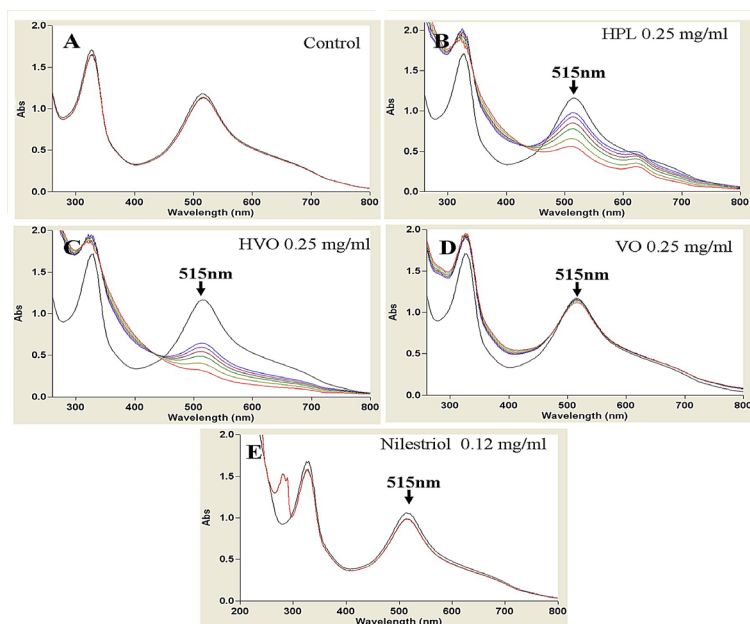 A
Control
2.0
1.5
1.0
0.5
0.0
Abs
300 400 500 600 700 800
Wavelength (nm)
B
HPL 0.25 mg/ml
515nm
2.0
1.5
1.0
0.5
0.0
Abs
300 400 500 600 700 800
Wavelength (nm)
C
HVO 0.25 mg/ml
515nm
2.0
1.5
1.0
0.5
0.0
Abs
300 400 500 600 700 800
Wavelength (nm)
D
VO 0.25 mg/ml
515nm
2.0
1.5
1.0
0.5
0.0
Abs
300 400 500 600 700 800
Wavelength (nm)
E
Nilestriol 0.12 mg/ml
515nm
2.0
1.5
1.0
0.5
0.0
Abs
200 300 400 500 600 700 800
Wavelength (nm)